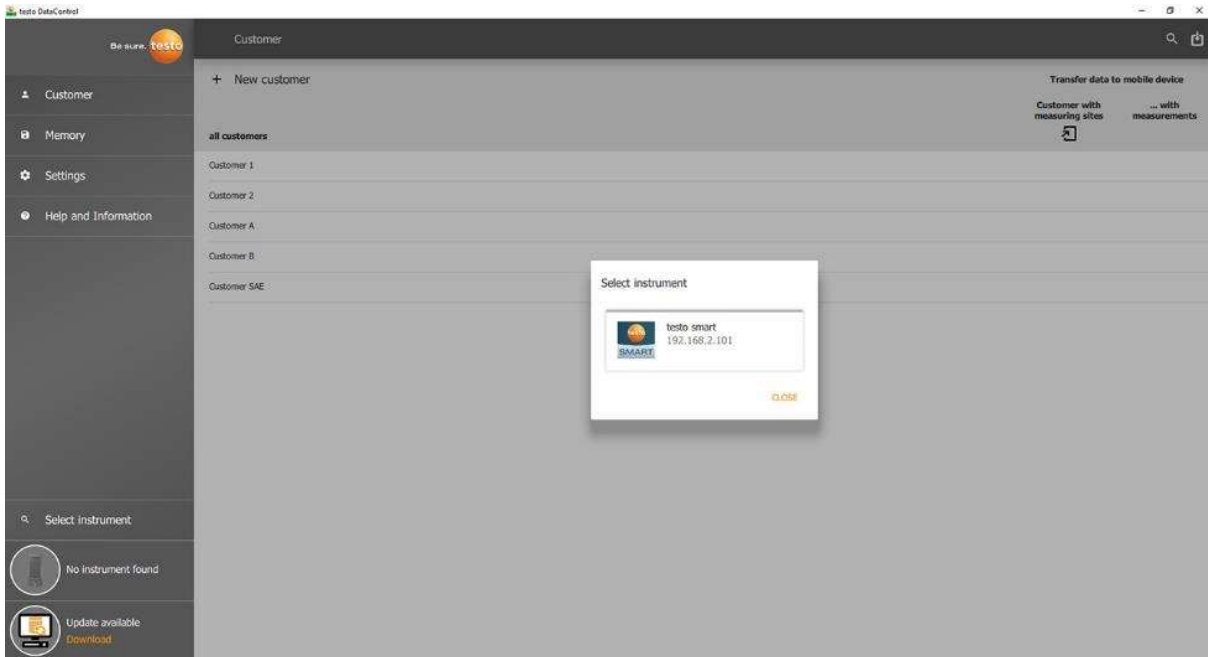 testo DataControl
Be sure. testo
Customer
Customer
Memory
Settings
Help and Information
Select instrument
No instrument found
Update available
Download
+ New customer
Transfer data to mobile device
Customer with
measuring sites
... with
measurements
all customers
Customer 1
Customer 2
Customer A
Customer B
Customer SAE
Select instrument
testo
SMART
testo smart
192.168.2.101
CLOSE